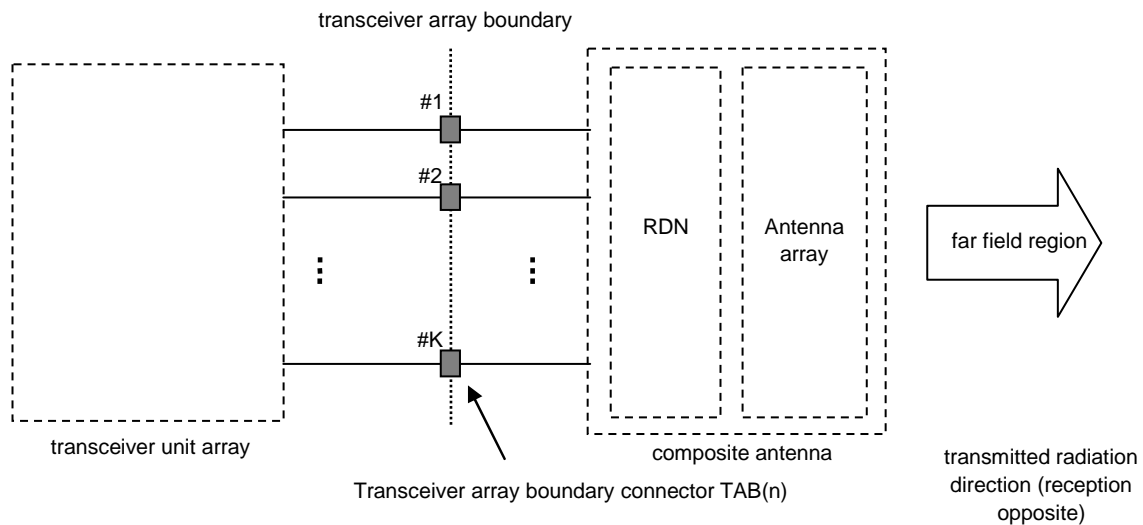 transceiver array boundary
#1
#2
RDN
Antenna
array
far field region
#K
transceiver unit array
composite antenna
Transceiver array boundary connector TAB(n)
transmitted radiation
direction (reception
opposite)